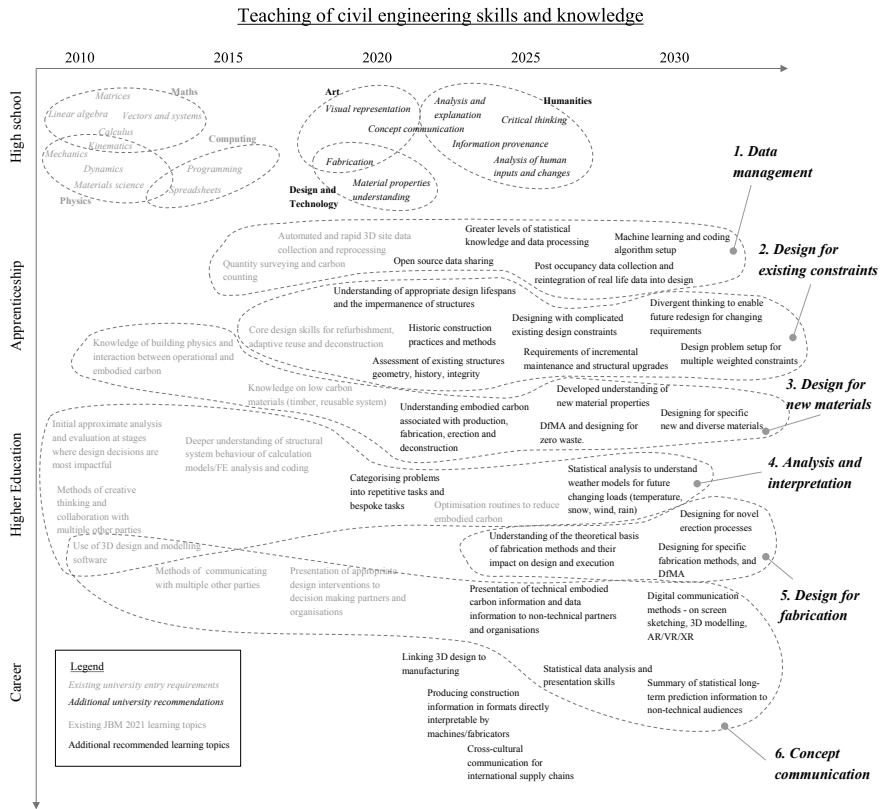 Teaching of civil engineering skills and knowledge
2010
2015
2020
2025
2030
High school
Matrices
Maths
Linear algebra
Vectors and systems
Calculus
Kinematics
Computing
Mechanics
Dynamics
Programming
Materials science
Spreadsheets
Physics
Art
Visual representation
Concept communication
Fabrication
Design and
Technology
Material properties
understanding
Humanities
Analysis and
explanation
Critical thinking
Information provenance
Analysis of human
inputs and changes
1. Data
management
Apprenticeship
Automated and rapid 3D site data
collection and reprocessing
Greater levels of statistical
knowledge and data processing
Machine learning and coding
algorithm setup
Quantity surveying and carbon
counting
Open source data sharing
Post occupancy data collection and
reintegration of real life data into design
2. Design for
existing constraints
Understanding of appropriate design lifespans
and the impermanence of structures
Divergent thinking to enable
future redesign for changing
requirements
Core design skills for refurbishment,
adaptive reuse and deconstruction
Historic construction
practices and methods
Designing with complicated
existing design constraints
Knowledge of building physics and
interaction between operational and
embodied carbon
Assessment of existing structures
geometry, history, integrity
Requirements of incremental
maintenance and structural upgrades
Design problem setup for
multiple weighted constraints
3. Design for
new materials
Knowledge on low carbon
materials (timber, reusable system)
Understanding embodied carbon
associated with production,
fabrication, erection and
deconstruction
Developed understanding of
new material properties
DfMA and designing for
zero waste.
Designing for specific
new and diverse materials
Higher Education
Initial approximate analysis
and evaluation at stages
where design decisions are
most impactful
Deeper understanding of structural
system behaviour of calculation
models/FE analysis and coding
4. Analysis and
interpretation
Categorising problems
into repetitive tasks and
bespoke tasks
Statistical analysis to understand
weather models for future
changing loads (temperature,
snow, wind, rain)
Methods of creative
thinking and
collaboration with
multiple other parties
Optimisation routines to reduce
embodied carbon
Designing for novel
erection processes
Use of 3D design and modelling
software
Understanding of the theoretical basis
of fabrication methods and their
impact on design and execution
Designing for specific
fabrication methods, and
DfMA
5. Design for
fabrication
Methods of communicating
with multiple other parties
Presentation of appropriate
design interventions to
decision making partners and
organisations
Presentation of technical embodied
carbon information and data
information to non-technical partners
and organisations
Digital communication
methods - on screen
sketching, 3D modelling,
AR/VR/XR
Career
Linking 3D design to
manufacturing
Statistical data analysis and
presentation skills
Summary of statistical long-
term prediction information to
non-technical audiences
Producing construction
information in formats directly
interpretable by
machines/fabricators
Cross-cultural
communication for
international supply chains
6. Concept
communication
Legend
Existing university entry requirements
Additional university recommendations
Existing JBM 2021 learning topics
Additional recommended learning topics